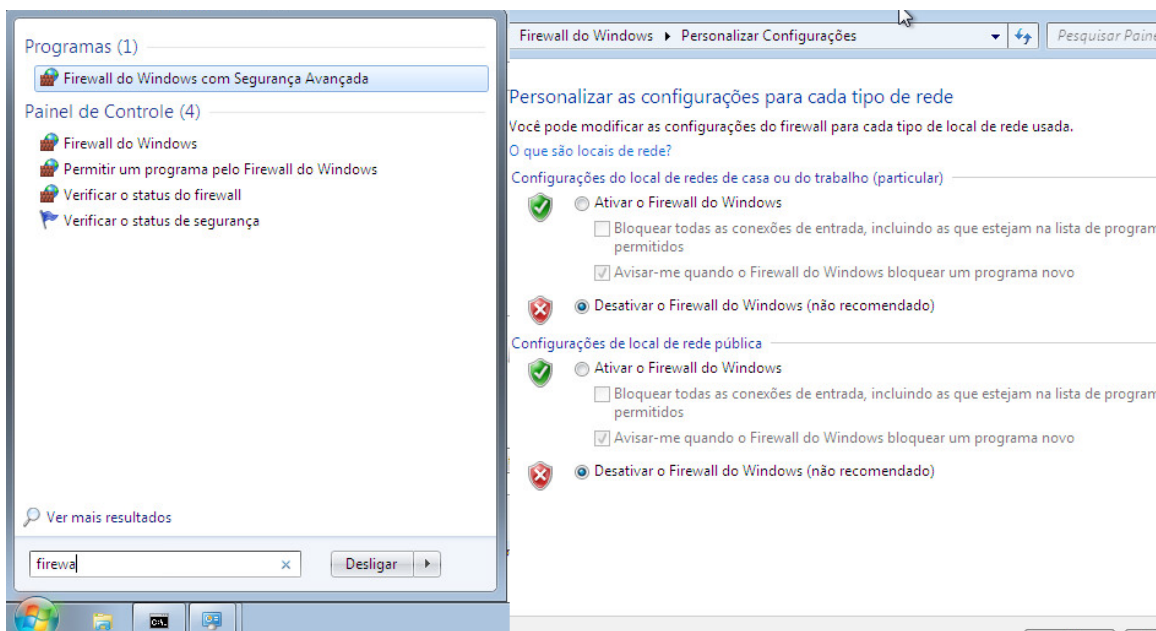 Programas (1)
Firewall do Windows com Segurança Avançada
Painel de Controle (4)
Firewall do Windows
Permitir um programa pelo Firewall do Windows
Verificar o status do firewall
Verificar o status de segurança
Ver mais resultados
firewa
Desligar
Firewall do Windows ▸ Personalizar Configurações
Pesquisar Paine
Personalizar as configurações para cada tipo de rede
Você pode modificar as configurações do firewall para cada tipo de local de rede usada.
O que são locais de rede?
Configurações do local de redes de casa ou do trabalho (particular)
Ativar o Firewall do Windows
Bloquear todas as conexões de entrada, incluindo as que estejam na lista de program
permitidos
Avisar-me quando o Firewall do Windows bloquear um programa novo
Desativar o Firewall do Windows (não recomendado)
Configurações de local de rede pública
Ativar o Firewall do Windows
Bloquear todas as conexões de entrada, incluindo as que estejam na lista de program
permitidos
Avisar-me quando o Firewall do Windows bloquear um programa novo
Desativar o Firewall do Windows (não recomendado)